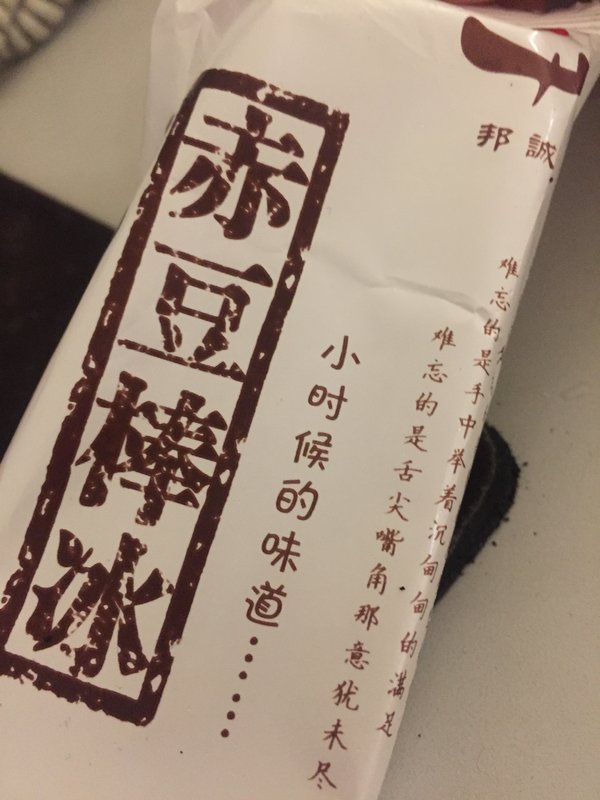 邦誠
赤豆棒冰
小时候的味道……
难忘的是舌尖嘴角那意犹未尽
难忘的是手中举着沉甸甸的满足